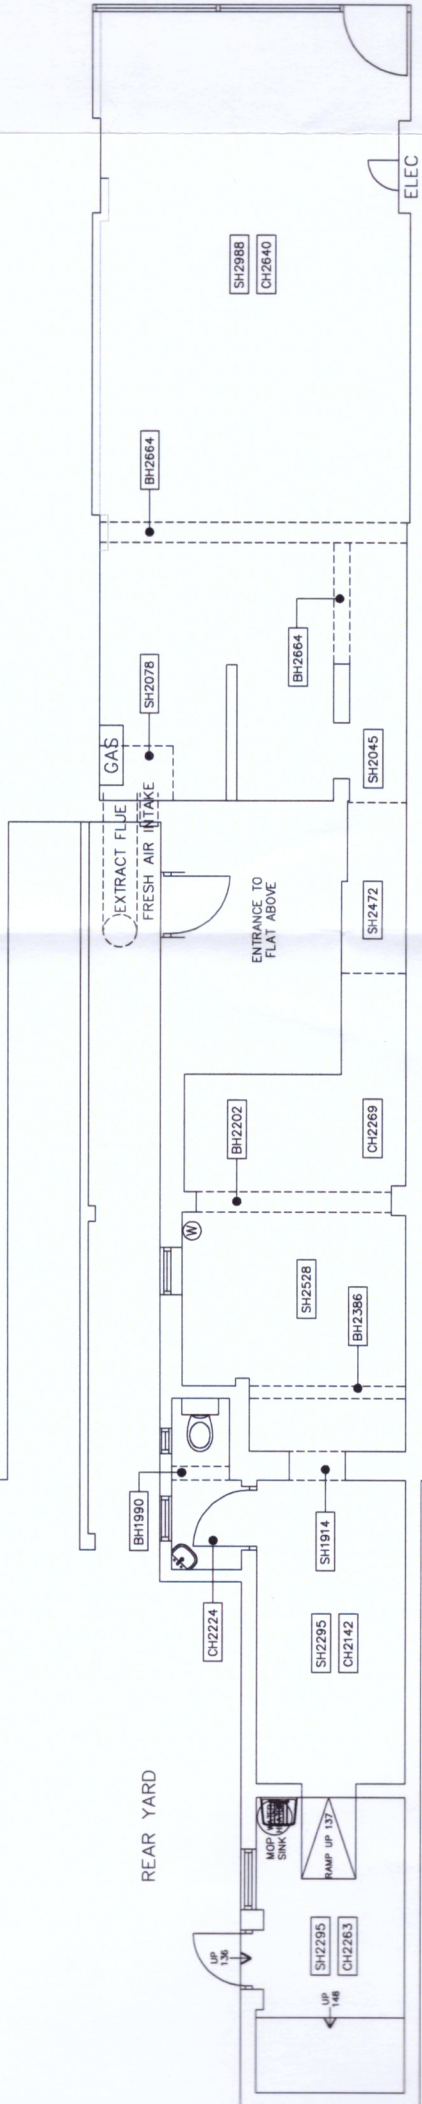 ELEC
SH2988
CH2640
BH2664
BH2664
SH2078
GAS
SH2045
EXTRACT FLUE
FRESH AIR INTAKE
ENTRANCE TO
FLAT ABOVE
SH2472
BH2202
CH2269
W
SH2528
BH2386
BH1990
SH1914
CH2224
SH2295
CH2142
REAR YARD
MOP
SINK
WATER
HEATER
RAMP UP 137
UP
136
SH2295
CH2263
UP
148